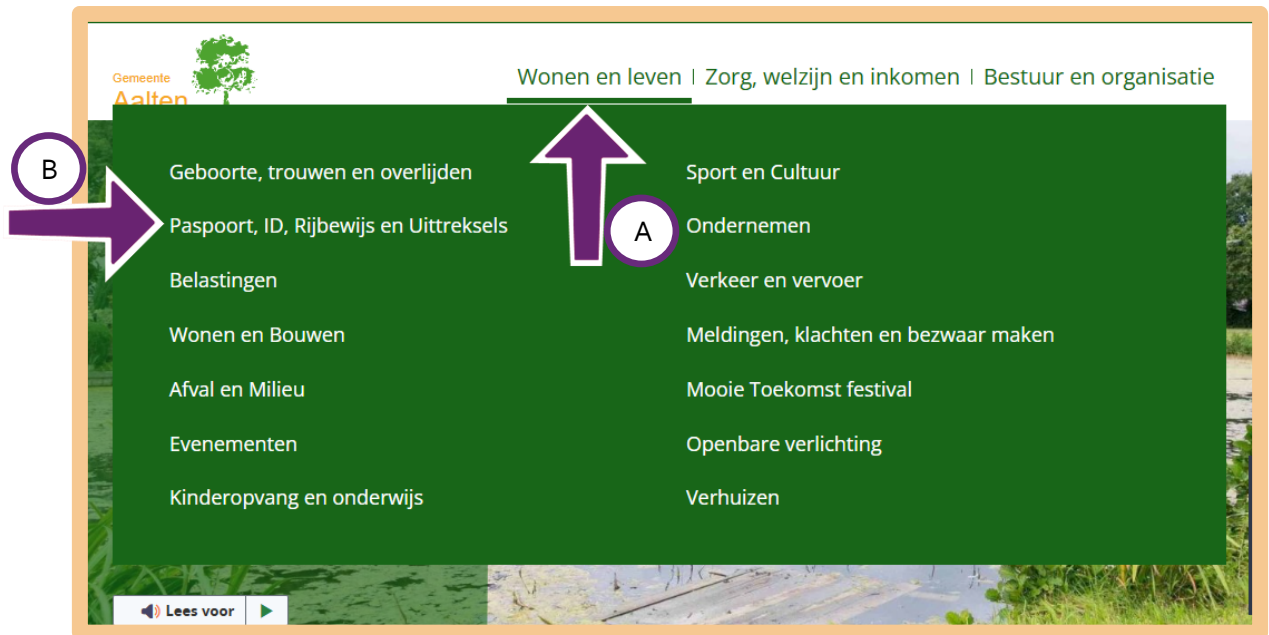 Gemeente
Aalten
Wonen en leven | Zorg, welzijn en inkomen | Bestuur en organisatie
B
Geboorte, trouwen en overlijden
Paspoort, ID, Rijbewijs en Uittreksels
Belastingen
Wonen en Bouwen
Afval en Milieu
Evenementen
Kinderopvang en onderwijs
A
Sport en Cultuur
Ondernemen
Verkeer en vervoer
Meldingen, klachten en bezwaar maken
Mooie Toekomst festival
Openbare verlichting
Verhuizen
Lees voor